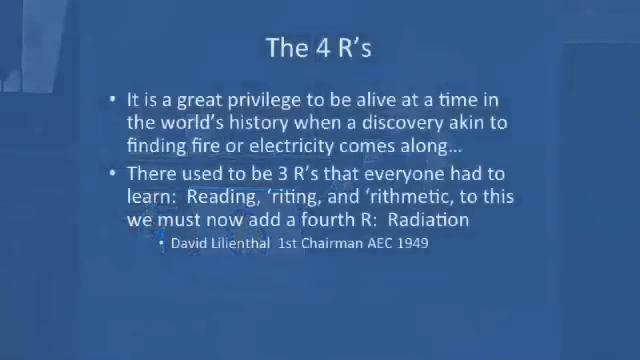 The 4 R’s
• It is a great privilege to be alive at a time in
the world’s history when a discovery akin to
finding fire or electricity comes along…
• There used to be 3 R’s that everyone had to
learn: Reading, ‘riting, and ‘rithmetic, to this
we must now add a fourth R: Radiation
• David Lilienthal 1st Chairman AEC 1949